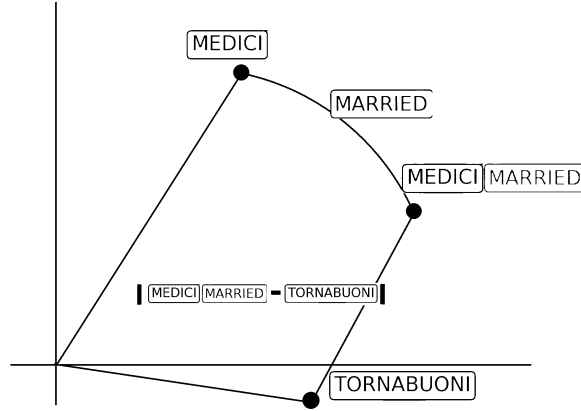 MEDICI
MARRIED
MEDICI MARRIED
| MEDICI MARRIED - TORNABUONI |
TORNABUONI